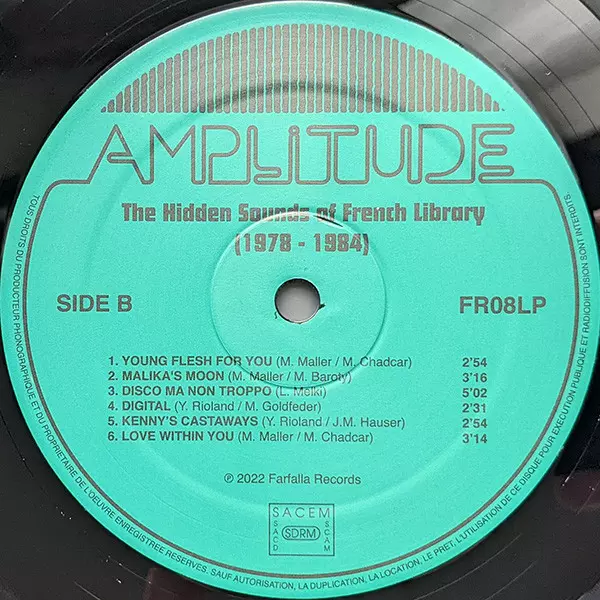 AMPLITUDE
The Hidden Sounds of French Library
(1978 - 1984)
SIDE B
FR08LP
1. YOUNG FLESH FOR YOU (M. Maller / M. Chadcar) 2'54
2. MALIKA'S MOON (M. Maller / M. Baroty) 3'16
3. DISCO MA NON TROPPO (L. Melki) 5'02
4. DIGITAL (Y. Rioland / M. Goldfeder) 2'31
5. KENNY'S CASTAWAYS (Y. Rioland / J.M. Hauser) 2'54
6. LOVE WITHIN YOU (M. Maller / M. Chadcar) 3'14
℗ 2022 Farfalla Records
SACEM
SACD
SDRM
SCAM
TOUS DROITS DU PRODUCTEUR PHONOGRAPHIQUE ET DU PROPRIETAIRE DE L'OEUVRE ENREGISTREE RESERVES. SAUF AUTORISATION, LA DUPLICATION, LA LOCATION, LE PRET, L'UTILISATION DE CE DISQUE POUR EXECUTION PUBLIQUE ET RADIODIFFUSION SONT INTERDITS